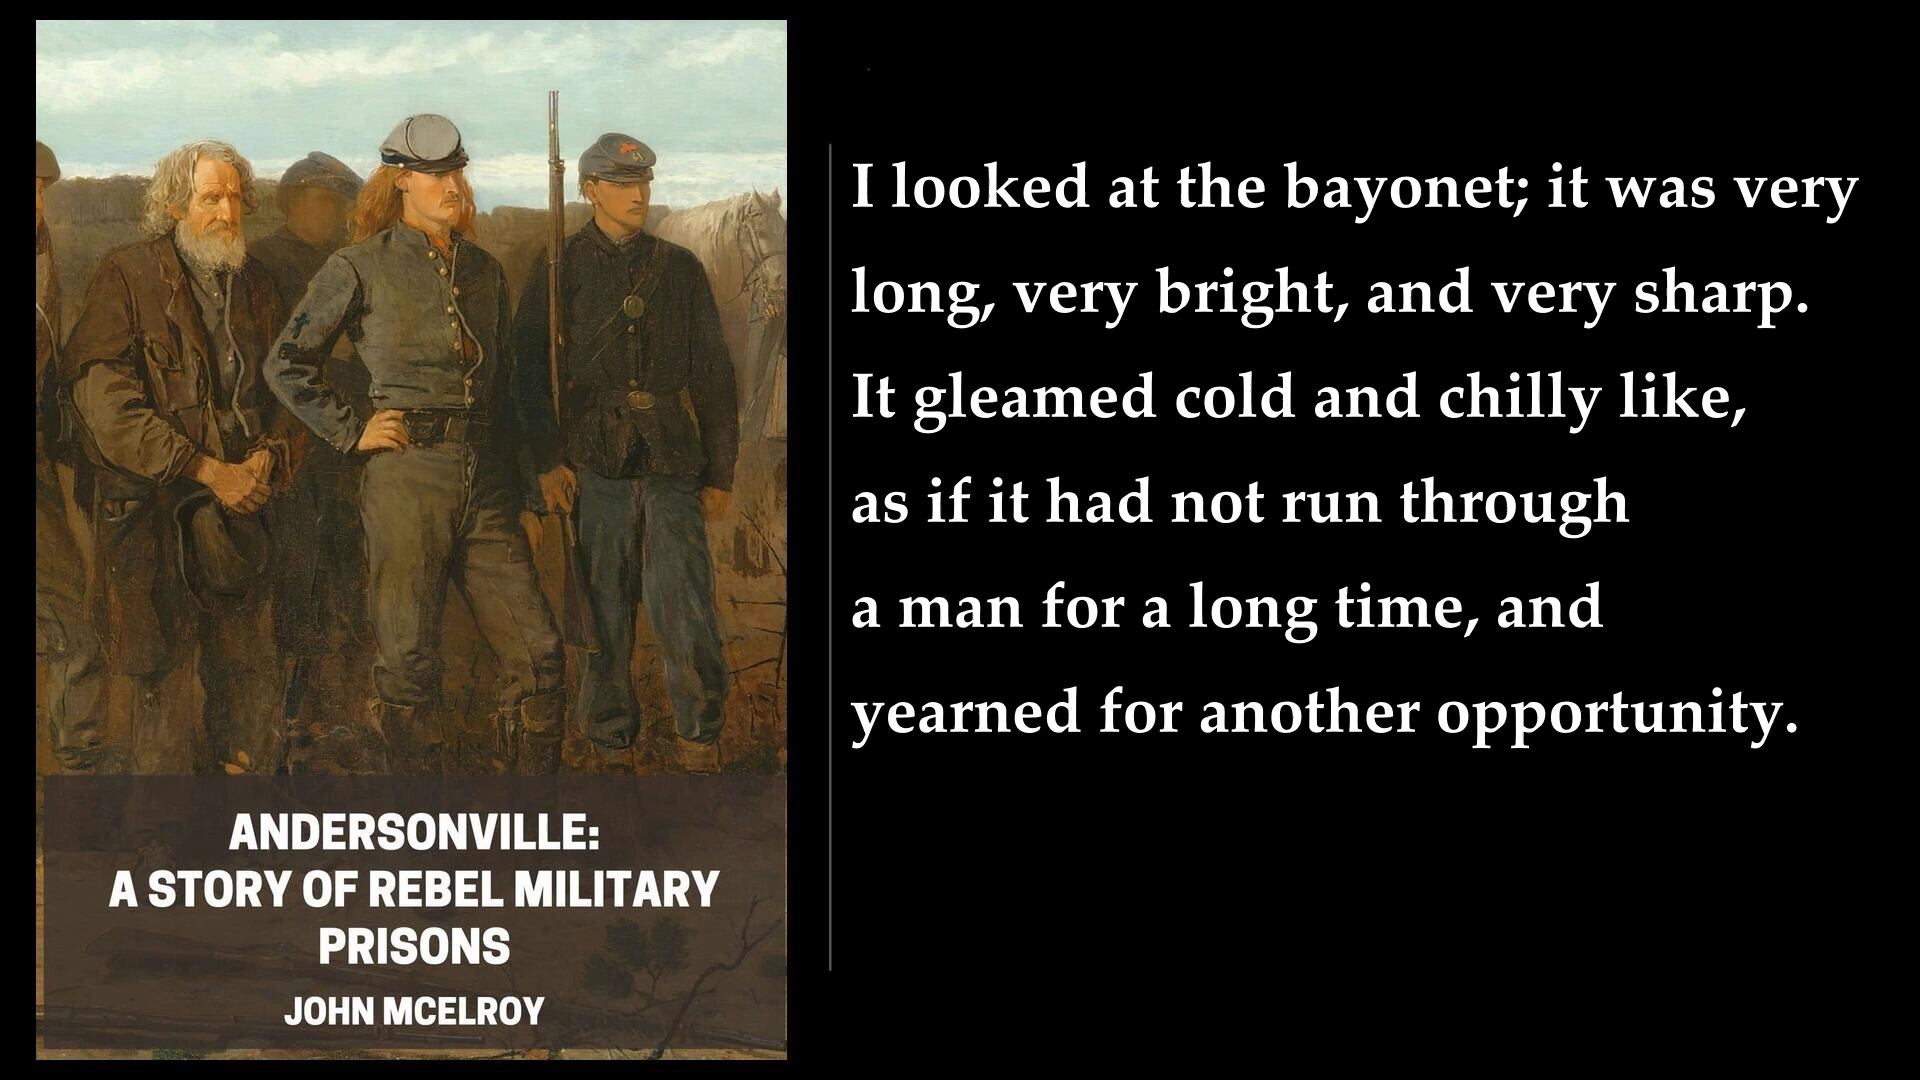 I looked at the bayonet; it was very
long, very bright, and very sharp.
It gleamed cold and chilly like,
as if it had not run through
a man for a long time, and
yearned for another opportunity.
ANDERSONVILLE:
A STORY OF REBEL MILITARY
PRISONS
JOHN MCELROY